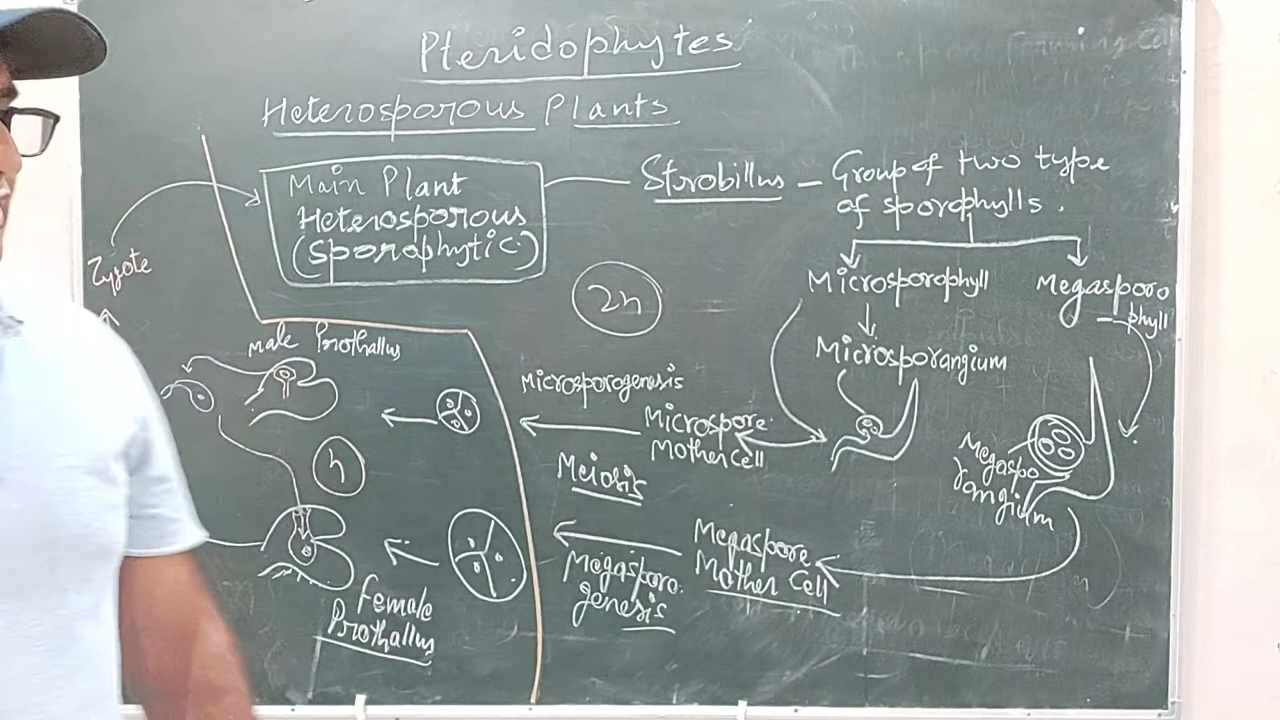 Pteridophytes
Heterosporous Plants
Main Plant
Heterosporous
(Sporophytic)
Strobillus – Group of two type
of sporophylls.
Zygote
2n
Microsporophyll
Megasporo
phyll
Microsporangium
Male Prothallus
Microsporogenesis
Microspore
Mother Cell
Meiosis
n
Megaspo
rangium
Megaspore
Mother Cell
Megasporo
genesis
Female
Prothallus